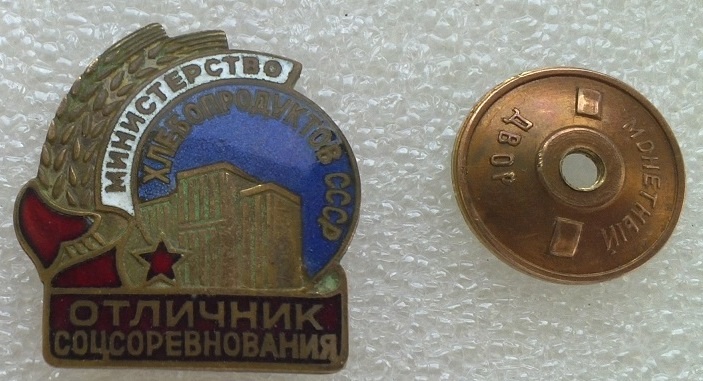 МИНИСТЕРСТВО
ХЛЕБОПРОДУКТОВ СССР
ОТЛИЧНИК
СОЦСОРЕВНОВАНИЯ
МОНЕТНЫЙ
ДВОР